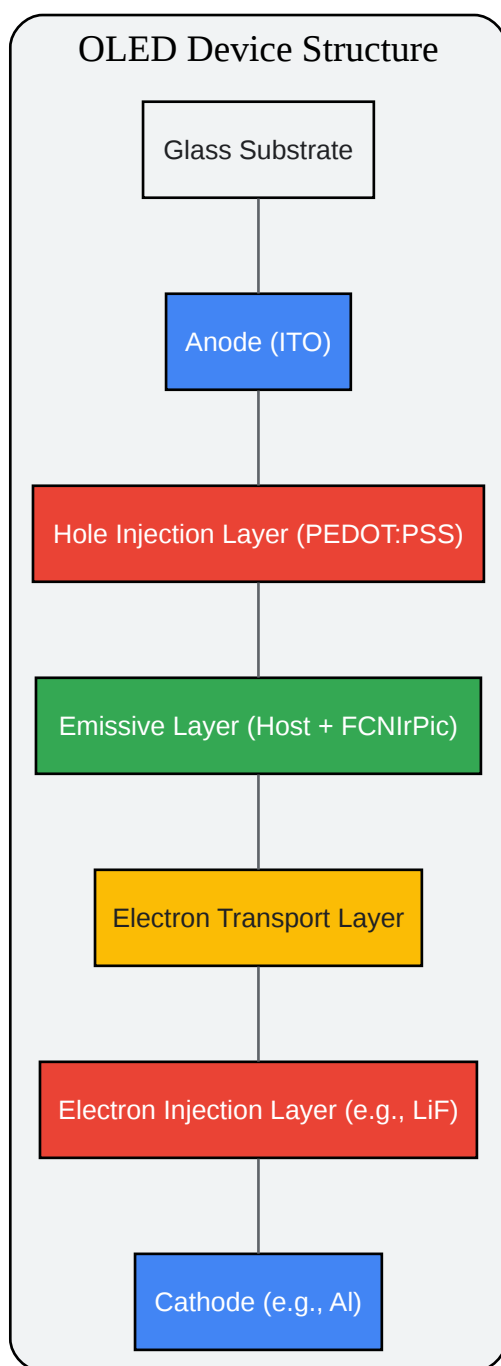 OLED Device Structure
Glass Substrate
Anode (ITO)
Hole Injection Layer (PEDOT:PSS)
Emissive Layer (Host + FCNIrPic)
Electron Transport Layer
Electron Injection Layer (e.g., LiF)
Cathode (e.g., Al)